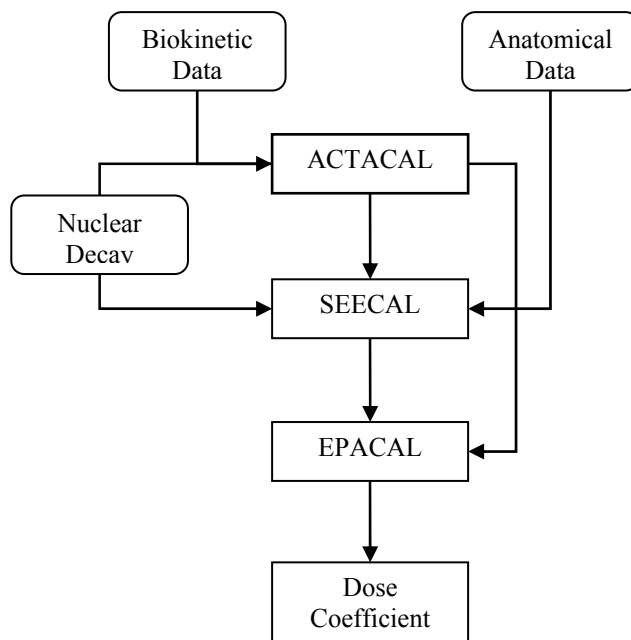 Biokinetic
Data
Anatomical
Data
ACTACAL
Nuclear
Decav
SEECAL
EPACAL
Dose
Coefficient